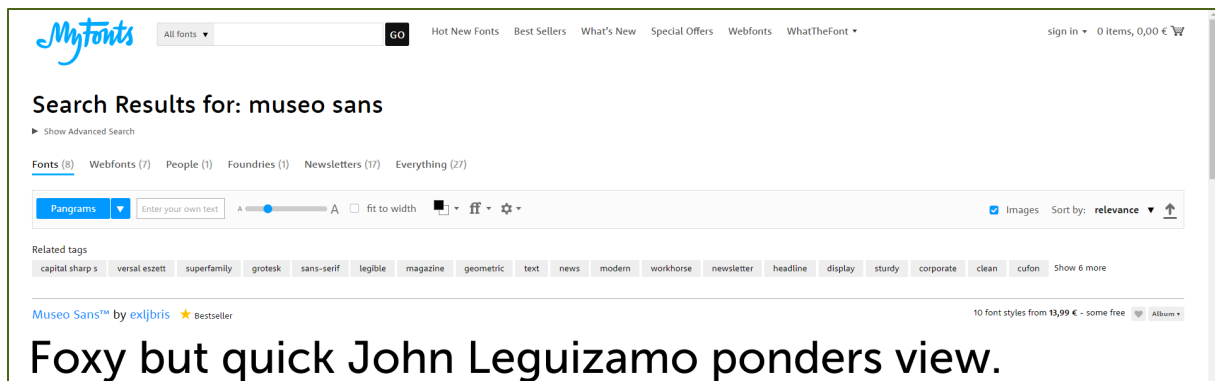 MyFonts
All fonts ▼
GO
Hot New Fonts Best Sellers What's New Special Offers Webfonts WhatTheFont ▾
sign in ▾ 0 items, 0,00 €
Search Results for: museo sans
▶ Show Advanced Search
Fonts (8) Webfonts (7) People (1) Foundries (1) Newsletters (17) Everything (27)
Pangrams ▼ Enter your own text A A fit to width ff Images Sort by: relevance ▼
Related tags
capital sharp s versal eszett superfamily grotesk sans-serif legible magazine geometric text news modern workhorse newsletter headline display sturdy corporate clean cufon Show 6 more
Museo Sans™ by exljbris ★ Bestseller
10 font styles from 13,99 € - some free Album ▾
Foxy but quick John Leguizamo ponders view.